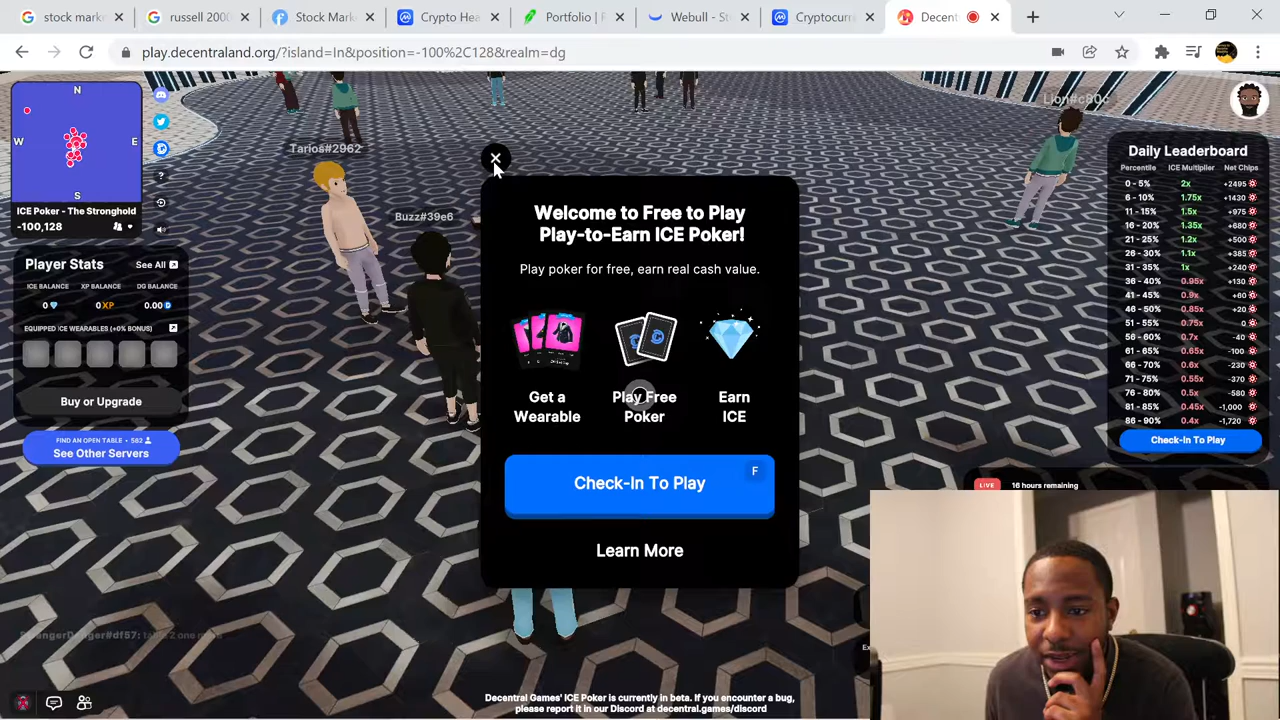 stock mark
russell 2000
Stock Mark
Crypto Hea
Portfolio | R
Webull - St
Cryptocurr
Decent
play.decentraland.org/?island=ln&position=-100%2C128&realm=dg
N
W
E
S
ICE Poker - The Stronghold
-100,128
Player Stats
See All
ICE BALANCE
XP BALANCE
DG BALANCE
0
0 XP
0.00
EQUIPPED ICE WEARABLES (+0% BONUS)
Buy or Upgrade
FIND AN OPEN TABLE • 582
See Other Servers
Tarios#2962
Buzz#39e6
Lion#c80c
Welcome to Free to Play
Play-to-Earn ICE Poker!
Play poker for free, earn real cash value.
Get a
Wearable
Play Free
Poker
Earn
ICE
F
Check-In To Play
Learn More
Daily Leaderboard
Percentile ICE Multiplier Net Chips
0 - 5% 2x +2495
6 - 10% 1.75x +1430
11 - 15% 1.5x +975
16 - 20% 1.35x +680
21 - 25% 1.2x +500
26 - 30% 1.1x +385
31 - 35% 1x +240
36 - 40% 0.95x +130
41 - 45% 0.9x +60
46 - 50% 0.85x +20
51 - 55% 0.75x 0
56 - 60% 0.7x -40
61 - 65% 0.65x -100
66 - 70% 0.6x -230
71 - 75% 0.55x -370
76 - 80% 0.5x -580
81 - 85% 0.45x -1,000
86 - 90% 0.4x -1,720
Check-In To Play
LIVE
16 hours remaining
Decentral Games' ICE Poker is currently in beta. If you encounter a bug,
please report it in our Discord at decentral.games/discord